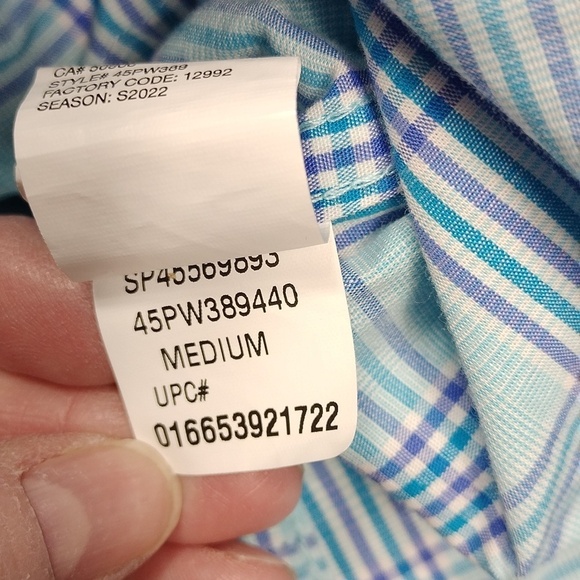 CA#
STYLE# 45PW389
FACTORY CODE: 12992
SEASON: S2022
45PW389440
MEDIUM
UPC#
016653921722